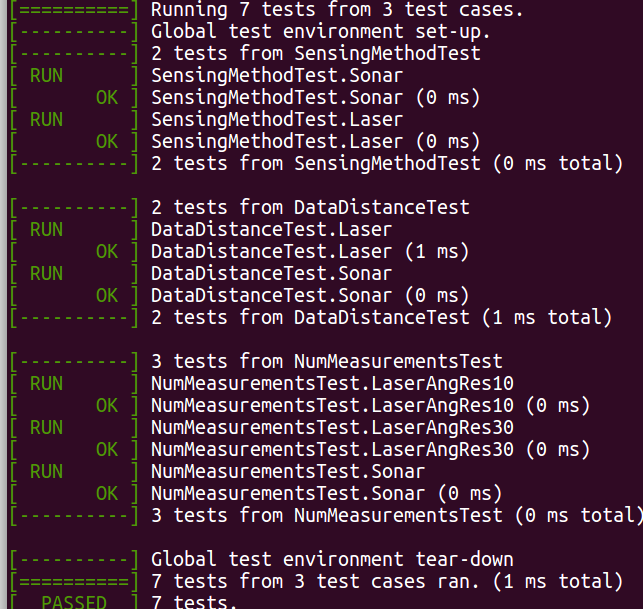 [==========] Running 7 tests from 3 test cases.
[----------] Global test environment set-up.
[----------] 2 tests from SensingMethodTest
[ RUN      ] SensingMethodTest.Sonar
[       OK ] SensingMethodTest.Sonar (0 ms)
[ RUN      ] SensingMethodTest.Laser
[       OK ] SensingMethodTest.Laser (0 ms)
[----------] 2 tests from SensingMethodTest (0 ms total)

[----------] 2 tests from DataDistanceTest
[ RUN      ] DataDistanceTest.Laser
[       OK ] DataDistanceTest.Laser (1 ms)
[ RUN      ] DataDistanceTest.Sonar
[       OK ] DataDistanceTest.Sonar (0 ms)
[----------] 2 tests from DataDistanceTest (1 ms total)

[----------] 3 tests from NumMeasurementsTest
[ RUN      ] NumMeasurementsTest.LaserAngRes10
[       OK ] NumMeasurementsTest.LaserAngRes10 (0 ms)
[ RUN      ] NumMeasurementsTest.LaserAngRes30
[       OK ] NumMeasurementsTest.LaserAngRes30 (0 ms)
[ RUN      ] NumMeasurementsTest.Sonar
[       OK ] NumMeasurementsTest.Sonar (0 ms)
[----------] 3 tests from NumMeasurementsTest (0 ms total)

[----------] Global test environment tear-down
[==========] 7 tests from 3 test cases ran. (1 ms total)
[  PASSED  ] 7 tests.